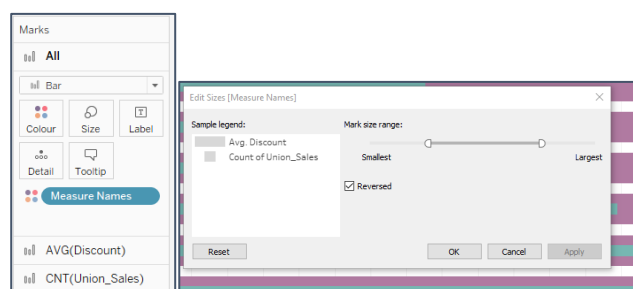 Marks
All
Bar
Colour Size Label
Detail Tooltip
Measure Names
AVG(Discount)
CNT(Union_Sales)
Edit Sizes [Measure Names]
Sample legend:
Avg. Discount
Count of Union_Sales
Mark size range:
Smallest Largest
Reversed
Reset OK Cancel Apply